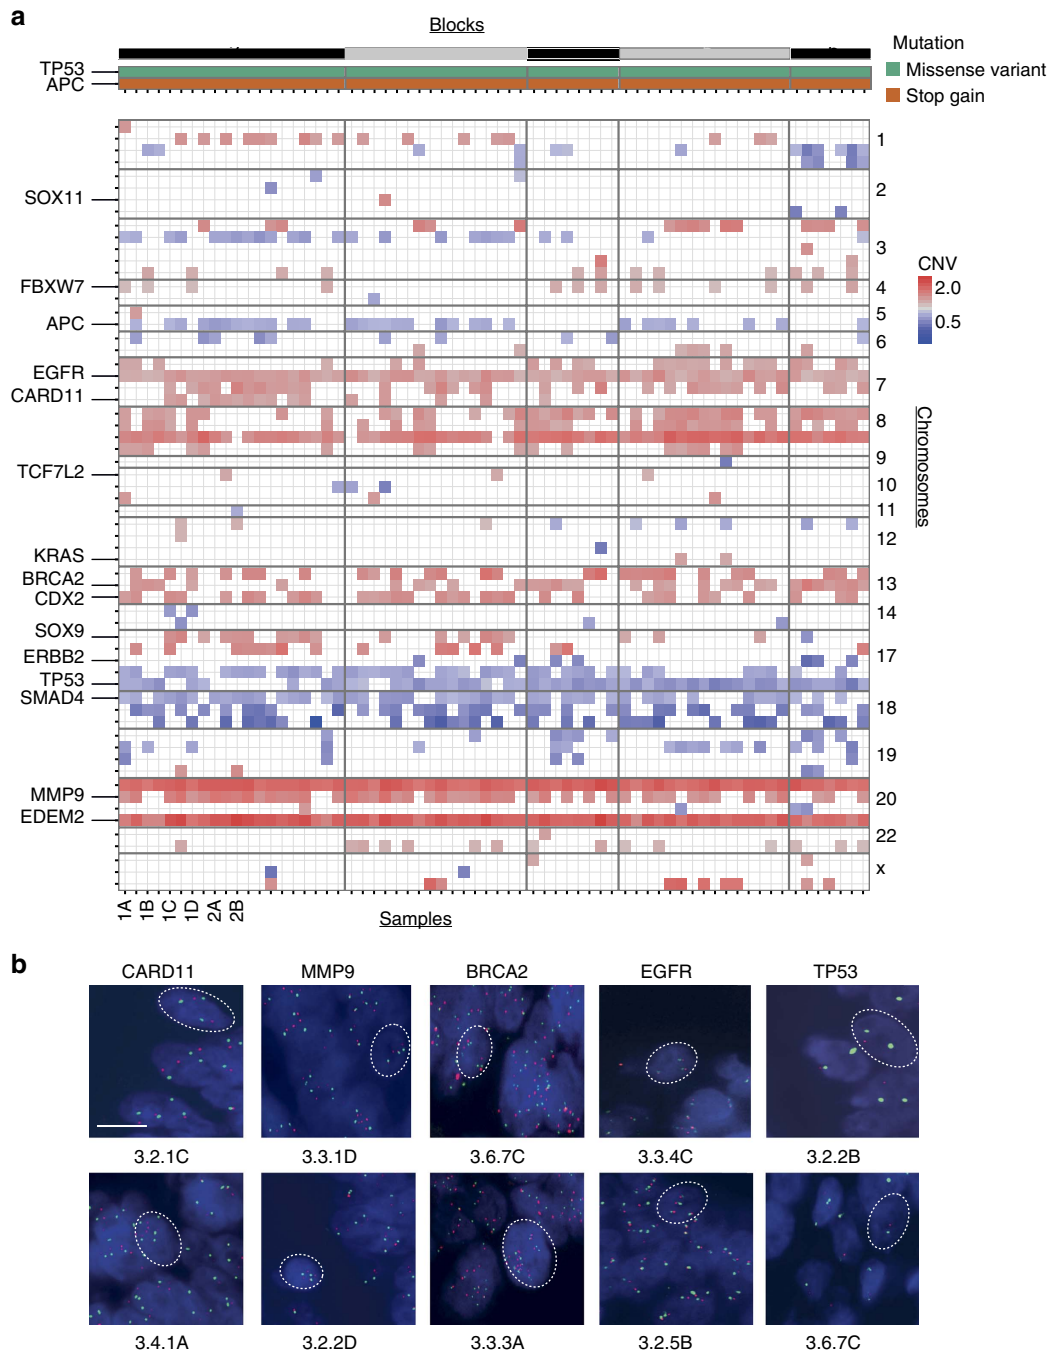 a
Blocks
Mutation
TP53
APC
Missense variant
Stop gain
1
2
SOX11
3
FBXW7
4
5
APC
6
EGFR
7
CARD11
8
9
TCF7L2
10
11
12
KRAS
BRCA2
13
CDX2
14
SOX9
ERBB2
17
TP53
SMAD4
18
19
MMP9
20
EDEM2
22
x
CNV
2.0
0.5
Chromosomes
1A 1B 1C 1D 2A 2B
Samples
b
CARD11 MMP9 BRCA2 EGFR TP53
3.2.1C 3.3.1D 3.6.7C 3.3.4C 3.2.2B
3.4.1A 3.2.2D 3.3.3A 3.2.5B 3.6.7C